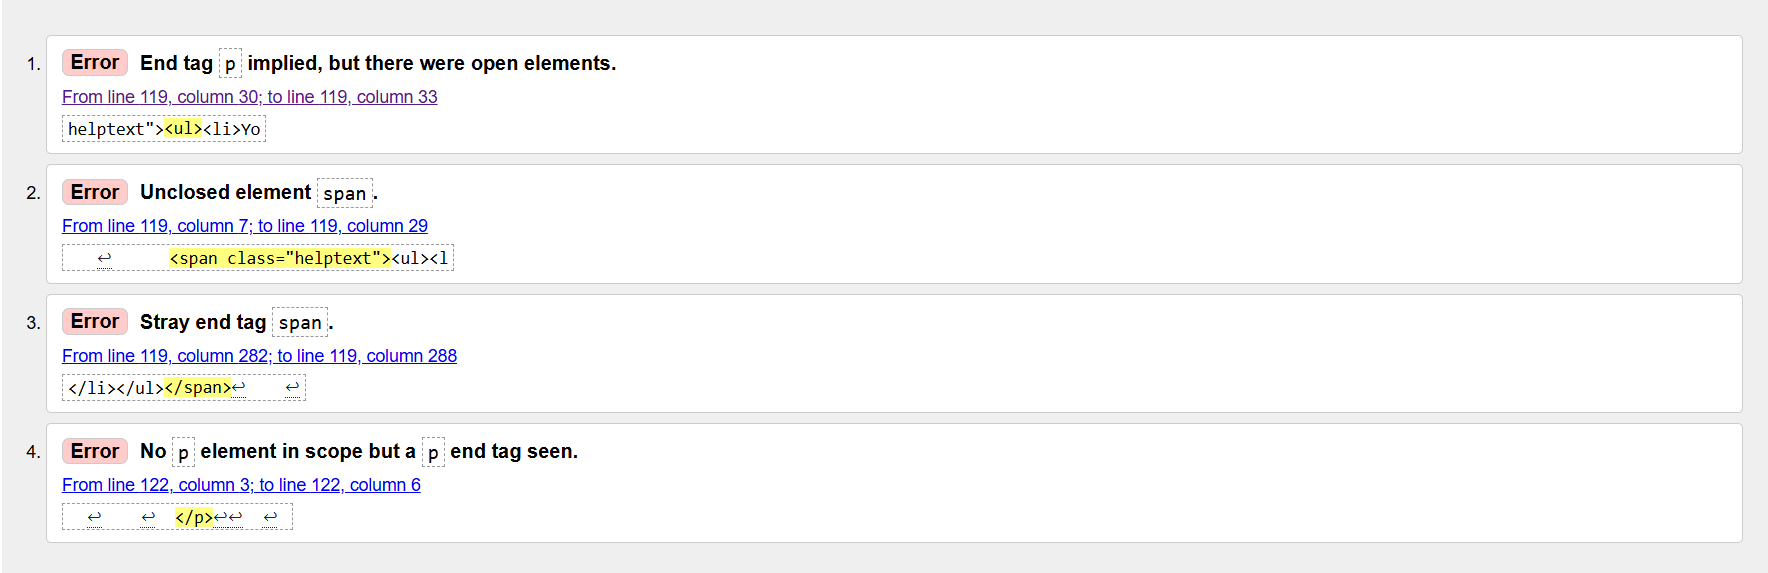 1. Error End tag p implied, but there were open elements.
From line 119, column 30; to line 119, column 33
helptext"><ul><li>Yo
2. Error Unclosed element span.
From line 119, column 7; to line 119, column 29
↩ <span class="helptext"><ul><l
3. Error Stray end tag span.
From line 119, column 282; to line 119, column 288
</li></ul></span>↩ ↩
4. Error No p element in scope but a p end tag seen.
From line 122, column 3; to line 122, column 6
↩ ↩ </p>↩↩ ↩